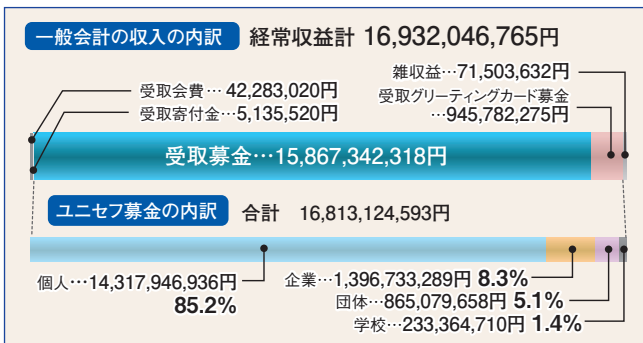 一般会計の収入の内訳 経常収益計 16,932,046,765円
雑収益…71,503,632円
受取会費… 42,283,020円
受取グリーティングカード募金
…945,782,275円
受取寄付金…5,135,520円
受取募金…15,867,342,318円
ユニセフ募金の内訳 合計 16,813,124,593円
個人…14,317,946,936円
85.2%
企業…1,396,733,289円 8.3%
団体…865,079,658円 5.1%
学校…233,364,710円 1.4%